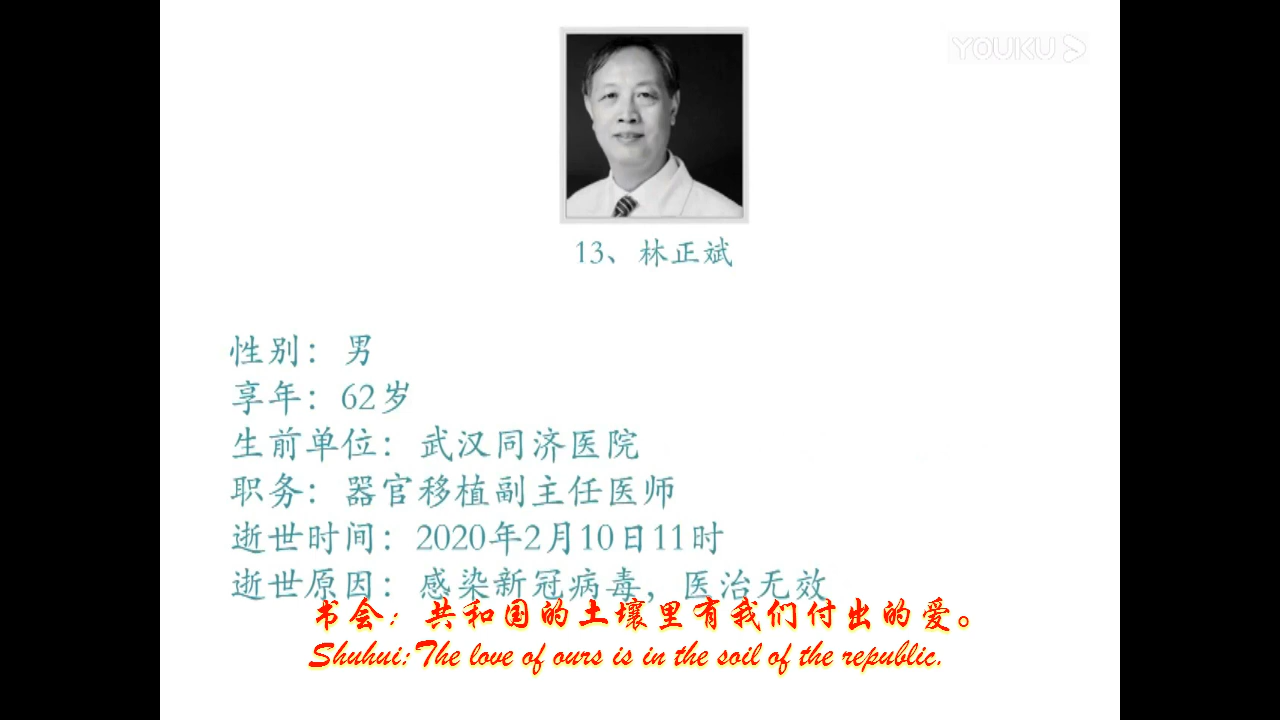 YOUKU
13、林正斌
性别：男
享年：62岁
生前单位：武汉同济医院
职务：器官移植副主任医师
逝世时间：2020年2月10日11时
逝世原因：感染新冠病毒，医治无效
书会：共和国的土壤里有我们付出的爱。
Shuhui: The love of ours is in the soil of the republic.